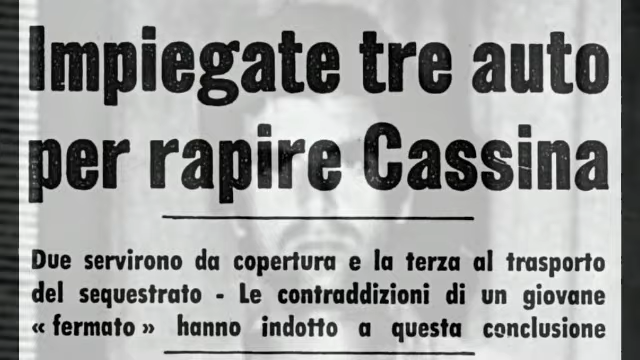 Impiegate tre auto
per rapire Cassina
Due servirono da copertura e la terza al trasporto
del sequestrato - Le contraddizioni di un giovane
« fermato » hanno indotto a questa conclusione